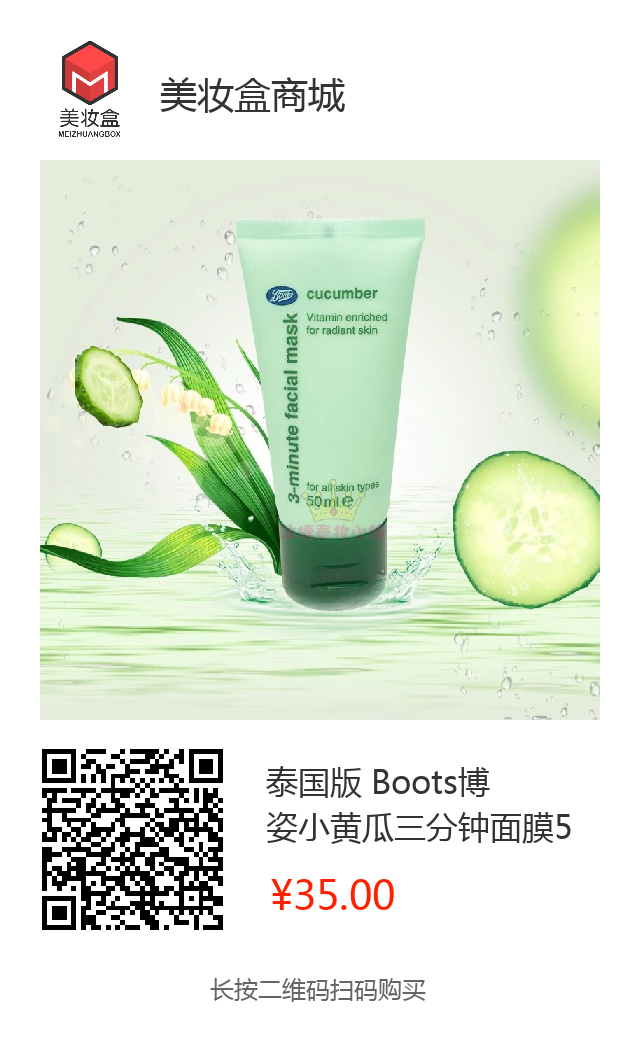 美妆盒
MEIZHUANGBOX
美妆盒商城
Boots
cucumber
Vitamin enriched
for radiant skin
3-minute facial mask
for all skin types
50ml e
泰国版 Boots博
姿小黄瓜三分钟面膜5
¥35.00
长按二维码扫码购买